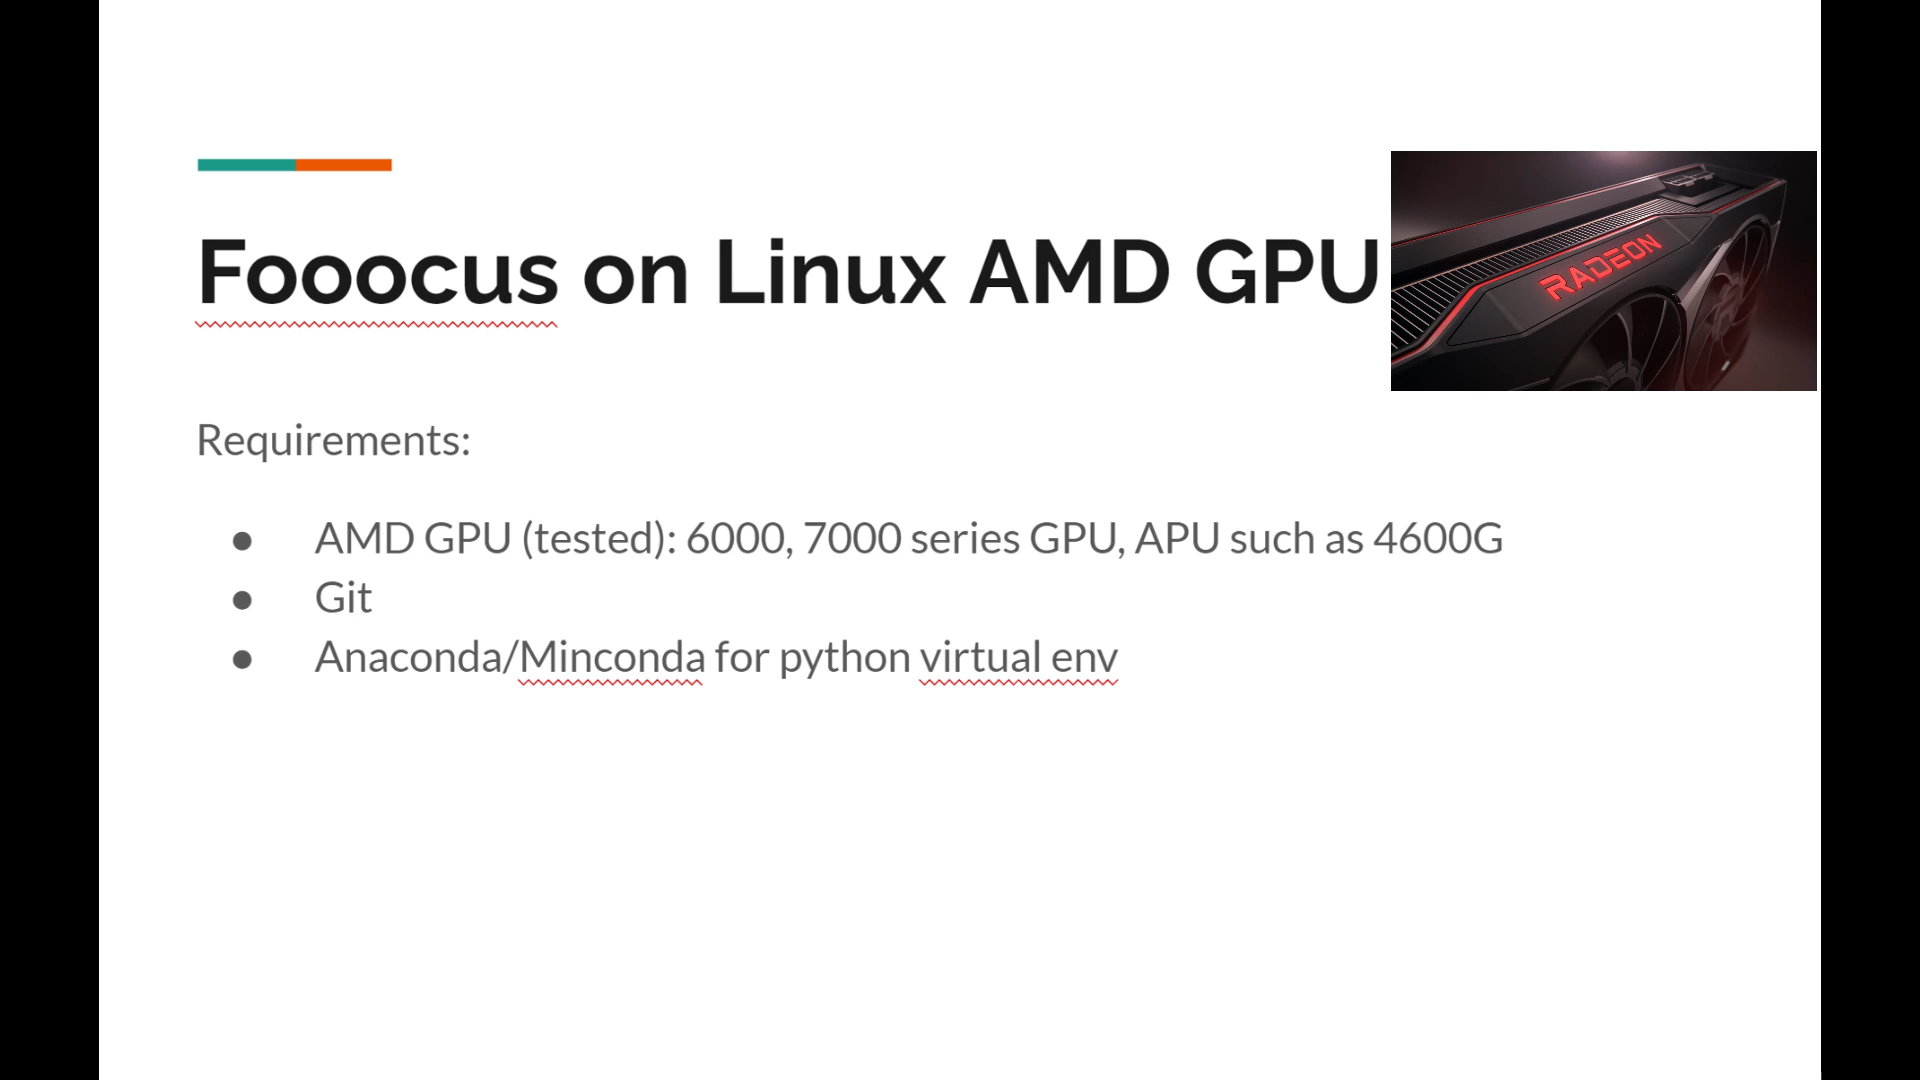 Fooocus on Linux AMD GPU
RADEON
Requirements:
● AMD GPU (tested): 6000, 7000 series GPU, APU such as 4600G
● Git
● Anaconda/Minconda for python virtual env